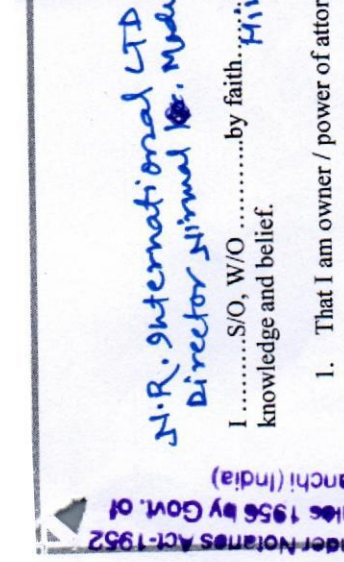 N.R. International LTD
Director Nirmal Kr.
I ..........S/O, W/O ............by faith.......
knowledge and belief.
1. That I am owner / power of attor
der Notaries Act-1952
les 1956 by Govt. of
anchi (India)